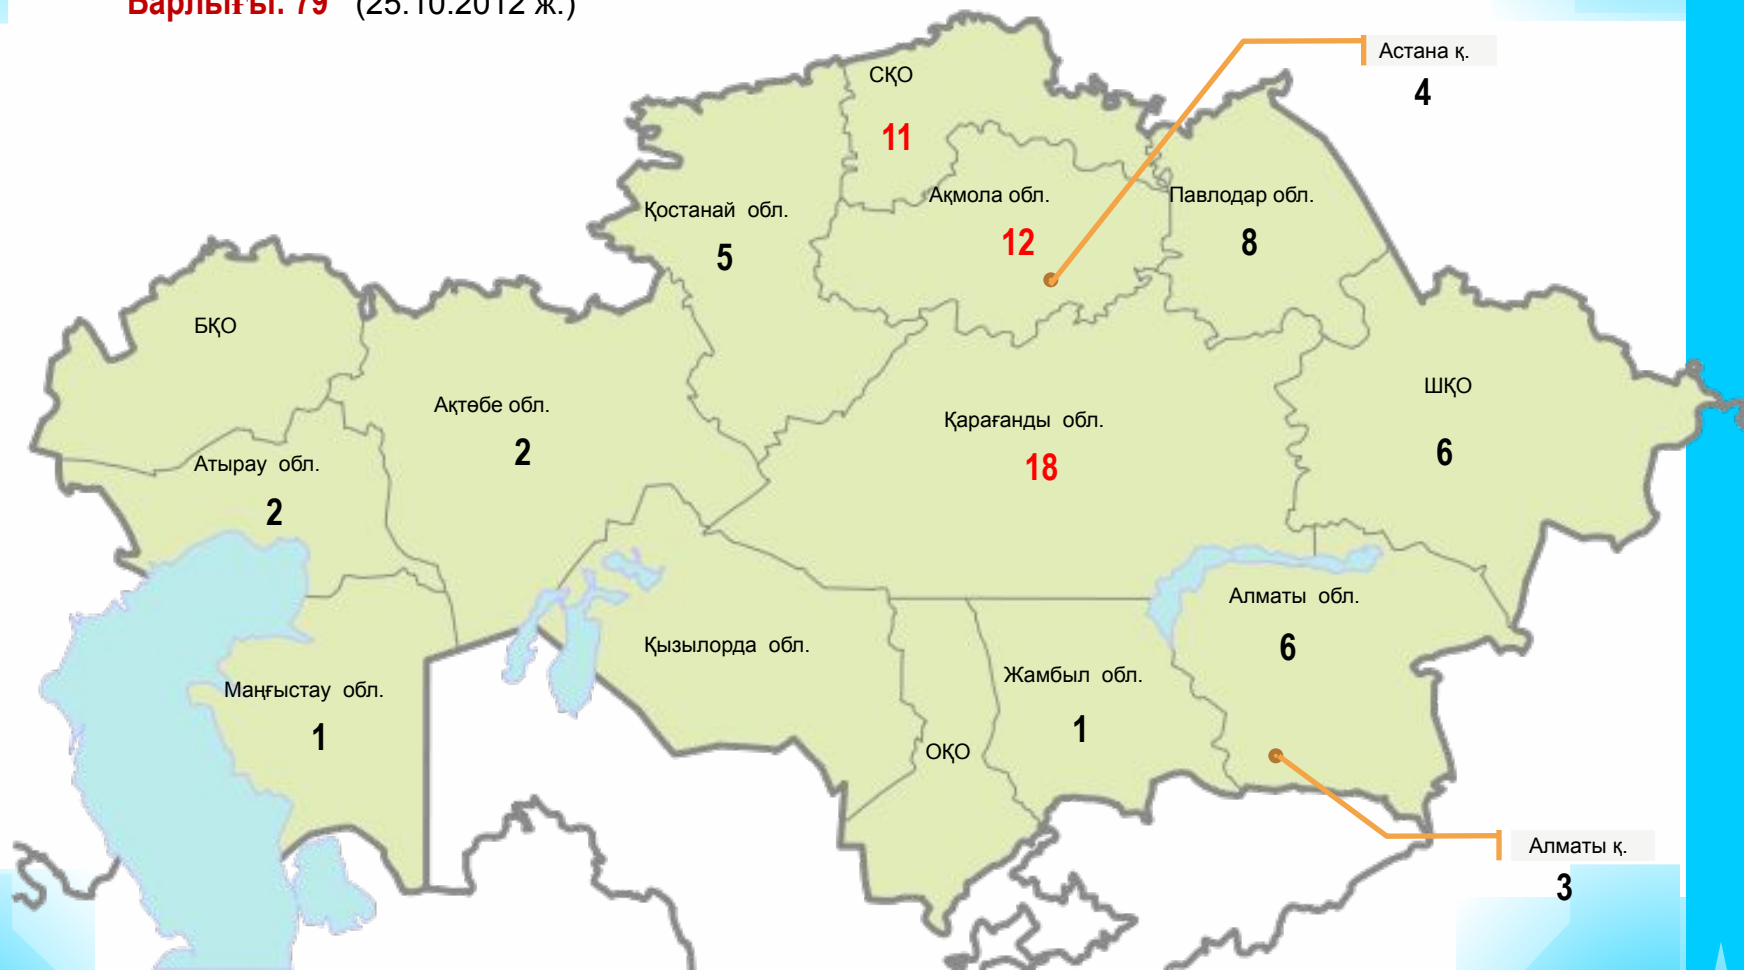 Барлығы: 79 (25.10.2012 ж.)
Астана қ.
4
СҚО
11
Ақмола обл.
12
Павлодар обл.
8
Қостанай обл.
5
БҚО
Ақтөбе обл.
2
Қарағанды обл.
18
ШҚО
6
Атырау обл.
2
Алматы обл.
6
Қызылорда обл.
Жамбыл обл.
1
Маңғыстау обл.
1
ОҚО
Алматы қ.
3